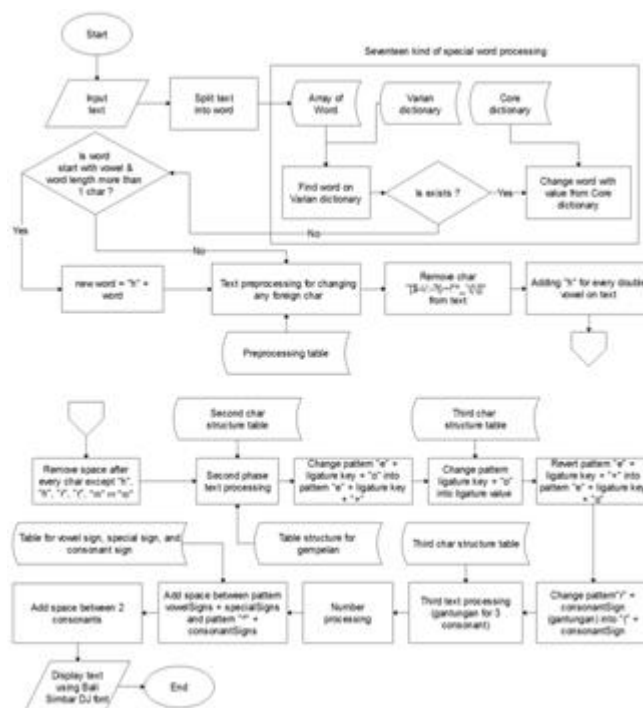 Start
Seventeen kind of special word processing
Input
text
Split text
into word
Array of
Word
Varian
dictionary
Core
dictionary
Is word
start with vowel &
word length more than
1 char ?
Find word on
Varian dictionary
Is exists ?
Yes
Change word with
value from Core
dictionary
No
Yes
No
new word = "h" +
word
Text preprocessing for changing
any foreign char
Remove char
from text
Adding "h" for every double
vowel on text
Preprocessing table
Second char
structure table
Third char
structure table
Remove space after
every char except "h",
Second phase
text processing
Change pattern "e" +
ligature key + "o" into
pattern "e" + ligature
key + "+"
Change pattern
ligature key + "o"
into ligature value
Revert pattern "e" +
ligature key + "+" into
pattern "e" + ligature
key + "o"
Table for vowel sign, special sign, and
consonant sign
Table structure for
gempelan
Third char structure table
Add space between 2
consonants
Add space between pattern
vowelSigns + specialSigns
and pattern "^" +
consonantSigns
Number
processing
Third text processing
(gantungan for 3
consonant)
Change pattern"/" +
consonantSign
(gantungan) into "(" +
consonantSign
Display text
using Bali
Simbar DJ font
End